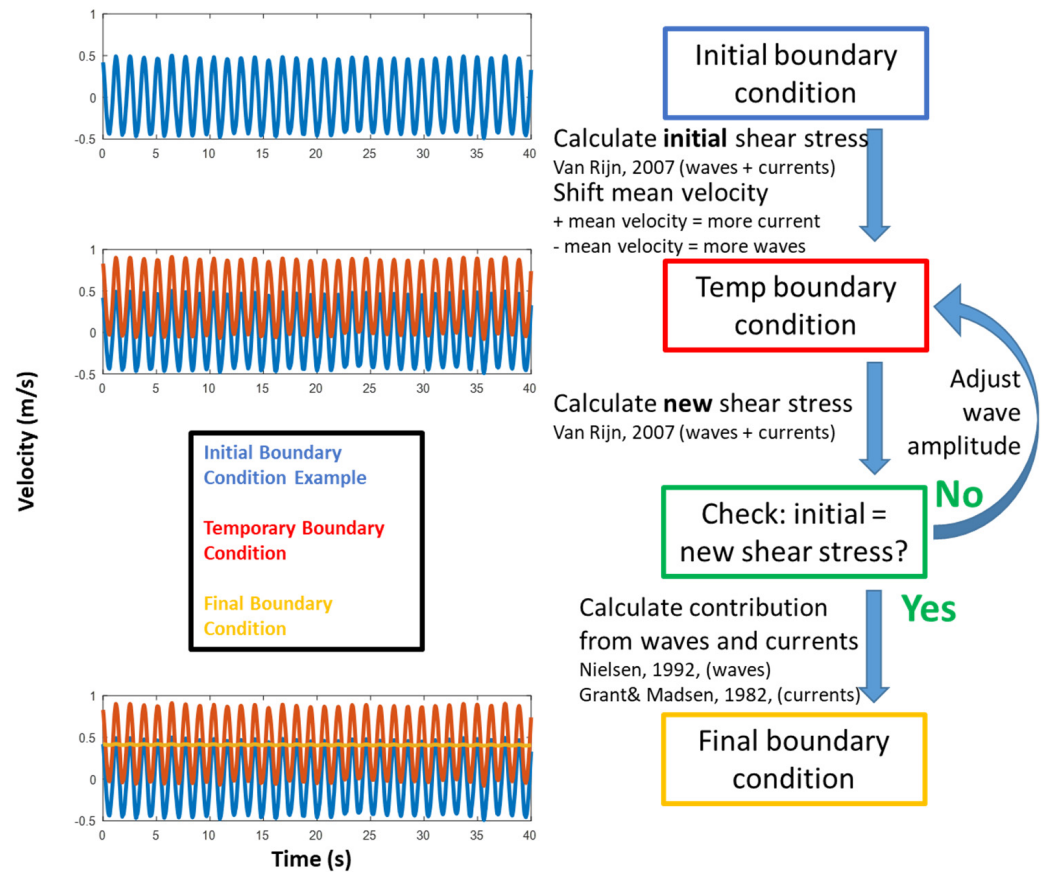 1
0.5
0
-0.5
0
5
10
15
20
25
30
35
40
1
0.5
0
-0.5
0
5
10
15
20
25
30
35
40
Velocity (m/s)
Initial Boundary
Condition Example
Temporary Boundary
Condition
Final Boundary
Condition
1
0.5
0
-0.5
0
5
10
15
20
25
30
35
40
Time (s)
Initial boundary
condition
Calculate initial shear stress
Van Rijn, 2007 (waves + currents)
Shift mean velocity
+ mean velocity = more current
- mean velocity = more waves
Temp boundary
condition
Calculate new shear stress
Van Rijn, 2007 (waves + currents)
Adjust
wave
amplitude
No
Check: initial =
new shear stress?
Yes
Calculate contribution
from waves and currents
Nielsen, 1992, (waves)
Grant& Madsen, 1982, (currents)
Final boundary
condition